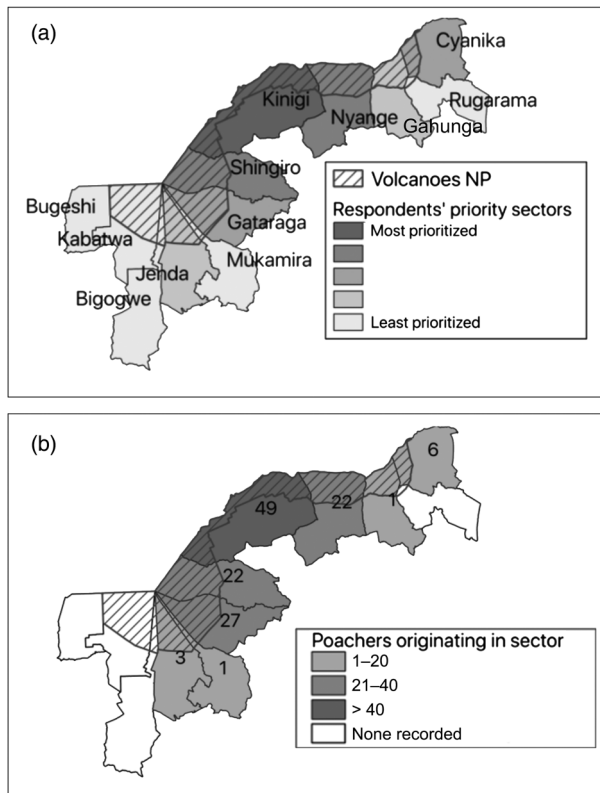 (a)
Cyanika
Kinigi
Rugarama
Nyange
Gahunga
Shingiro
Volcanoes NP
Bugeshi
Respondents' priority sectors
Gataraga
Most prioritized
Kabatwa
Mukamira
Jenda
Bigogwe
Least prioritized
(b)
6
49
22
1
22
27
Poachers originating in sector
3
1
1–20
21–40
> 40
None recorded